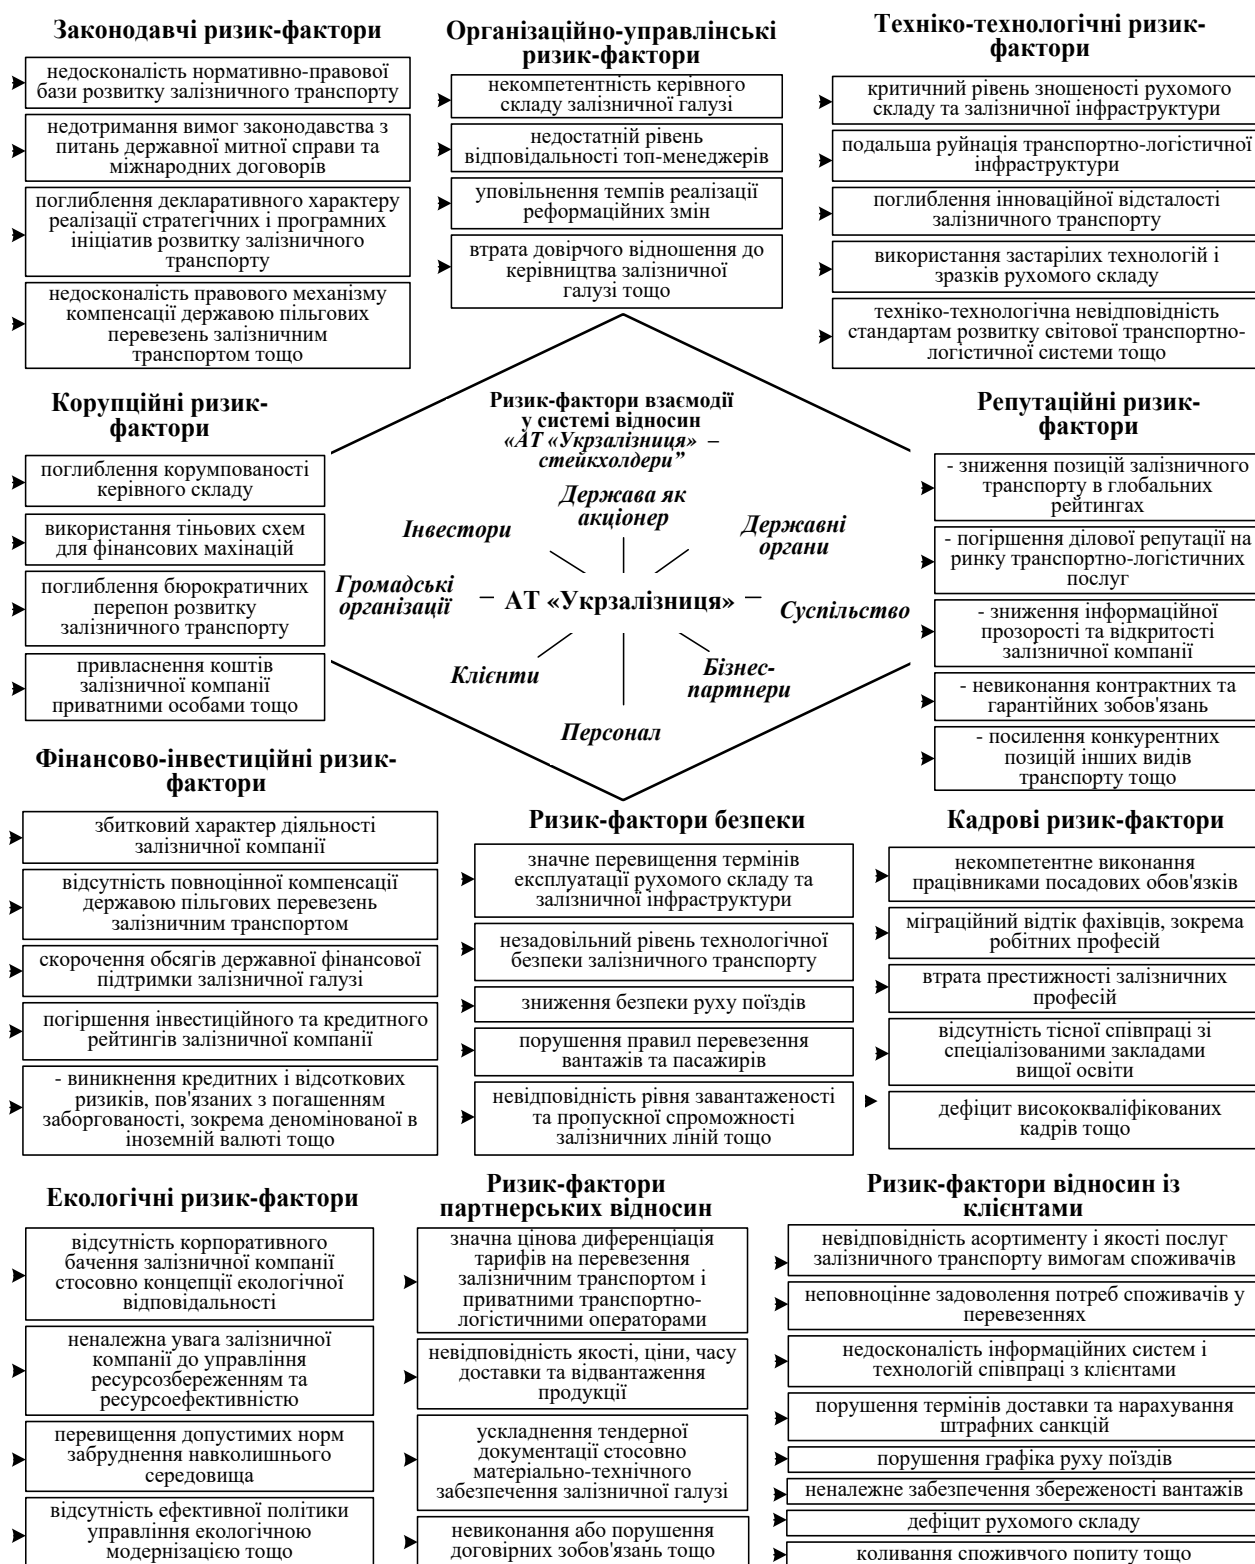 Законодавчі ризик-фактори
недосконалість нормативно-правової
бази розвитку залізничного транспорту
недотримання вимог законодавства з
питань державної митної справи та
міжнародних договорів
поглиблення декларативного характеру
реалізації стратегічних і програмних
ініціатив розвитку залізничного
транспорту
недосконалість правового механізму
компенсації державою пільгових
перевезень залізничним
транспортом тощо
Організаційно-управлінські
ризик-фактори
некомпетентність керівного
складу залізничної галузі
недостатній рівень
відповідальності топ-менеджерів
уповільнення темпів реалізації
реформаційних змін
втрата довірчого відношення до
керівництва залізничної
галузі тощо
Техніко-технологічні ризик-
фактори
критичний рівень зношеності рухомого
складу та залізничної інфраструктури
подальша руйнація транспортно-логістичної
інфраструктури
поглиблення інноваційної відсталості
залізничного транспорту
використання застарілих технологій і
зразків рухомого складу
техніко-технологічна невідповідність
стандартам розвитку світової транспортно-
логістичної системи тощо
Корупційні ризик-
фактори
поглиблення корумпованості
керівного складу
використання тіньових схем
для фінансових махінацій
поглиблення бюрократичних
перепон розвитку
залізничного транспорту
привласнення коштів
залізничної компанії
приватними особами тощо
Ризик-фактори взаємодії
у системі відносин
«АТ «Укрзалізниця» –
стейкхолдери”
Держава як
акціонер
Інвестори
Державні
органи
Громадські
організації
АТ «Укрзалізниця»
Суспільство
Клієнти
Бізнес-
партнери
Персонал
Репутаційні ризик-
фактори
- зниження позицій залізничного
транспорту в глобальних
рейтингах
- погіршення ділової репутації на
ринку транспортно-логістичних
послуг
- зниження інформаційної
прозорості та відкритості
залізничної компанії
- невиконання контрактних та
гарантійних зобов'язань
- посилення конкурентних
позицій інших видів
транспорту тощо
Фінансово-інвестиційні ризик-
фактори
збитковий характер діяльності
залізничної компанії
відсутність повноцінної компенсації
державою пільгових перевезень
залізничним транспортом
скорочення обсягів державної фінансової
підтримки залізничної галузі
погіршення інвестиційного та кредитного
рейтингів залізничної компанії
- виникнення кредитних і відсоткових
ризиків, пов'язаних з погашенням
заборгованості, зокрема деномінованої в
іноземній валюті тощо
Ризик-фактори безпеки
значне перевищення термінів
експлуатації рухомого складу та
залізничної інфраструктури
незадовільний рівень технологічної
безпеки залізничного транспорту
зниження безпеки руху поїздів
порушення правил перевезення
вантажів та пасажирів
невідповідність рівня завантаженості
та пропускної спроможності
залізничних ліній тощо
Кадрові ризик-фактори
некомпетентне виконання
працівниками посадових обов'язків
міграційний відтік фахівців, зокрема
робітних професій
втрата престижності залізничних
професій
відсутність тісної співпраці зі
спеціалізованими закладами
вищої освіти
дефіцит висококваліфікованих
кадрів тощо
Екологічні ризик-фактори
відсутність корпоративного
бачення залізничної компанії
стосовно концепції екологічної
відповідальності
неналежна увага залізничної
компанії до управління
ресурсозбереженням та
ресурсоефективністю
перевищення допустимих норм
забруднення навколишнього
середовища
відсутність ефективної політики
управління екологічною
модернізацією тощо
Ризик-фактори
партнерських відносин
значна цінова диференціація
тарифів на перевезення
залізничним транспортом і
приватними транспортно-
логістичними операторами
невідповідність якості, ціни, часу
доставки та відвантаження
продукції
ускладнення тендерної
документації стосовно
матеріально-технічного
забезпечення залізничної галузі
невиконання або порушення
договірних зобов'язань тощо
Ризик-фактори відносин із
клієнтами
невідповідність асортименту і якості послуг
залізничного транспорту вимогам споживачів
неповноцінне задоволення потреб споживачів у
перевезеннях
недосконалість інформаційних систем і
технологій співпраці з клієнтами
порушення термінів доставки та нарахування
штрафних санкцій
порушення графіка руху поїздів
неналежне забезпечення збереженості вантажів
дефіцит рухомого складу
коливання споживчого попиту тощо